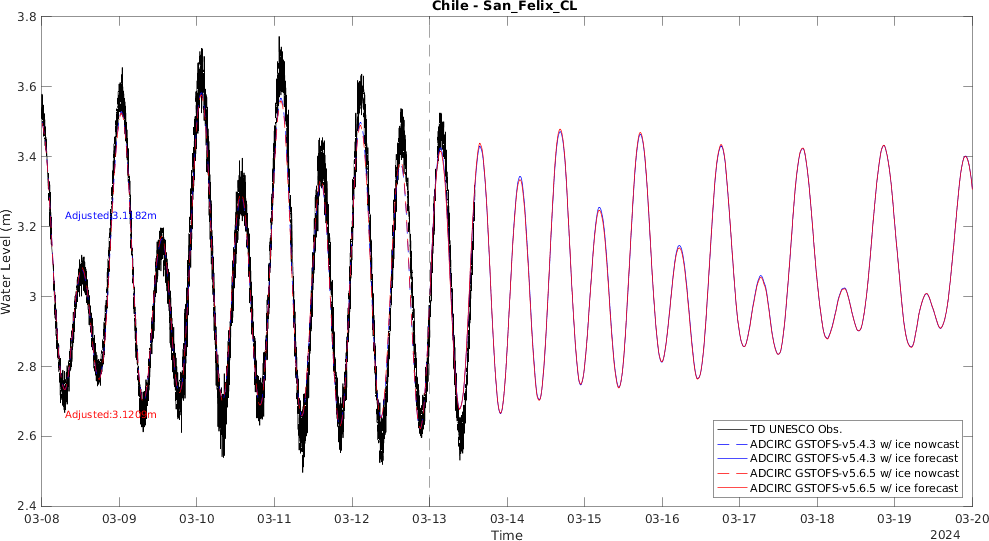 Chile - San_Felix_CL
3.8
3.6
3.4
3.2
3
2.8
2.6
2.4
Water Level (m)
Adjusted:3.1182m
TD UNESCO Obs.
ADCIRC GSTOFS-v5.4.3 w/ ice nowcast
ADCIRC GSTOFS-v5.4.3 w/ ice forecast
ADCIRC GSTOFS-v5.6.5 w/ ice nowcast
ADCIRC GSTOFS-v5.6.5 w/ ice forecast
03-08 03-09 03-10 03-11 03-12 03-13 03-14 03-15 03-16 03-17 03-18 03-19 03-20
Time
2024